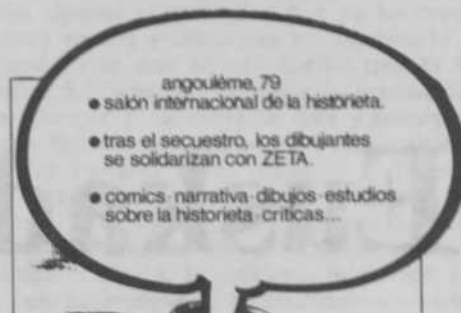 angoulème, 79
● salón internacional de la historieta.
● tras el secuestro, los dibujantes
se solidarizan con ZETA.
● comics · narrativa · dibujos · estudios
sobre la historieta · críticas...